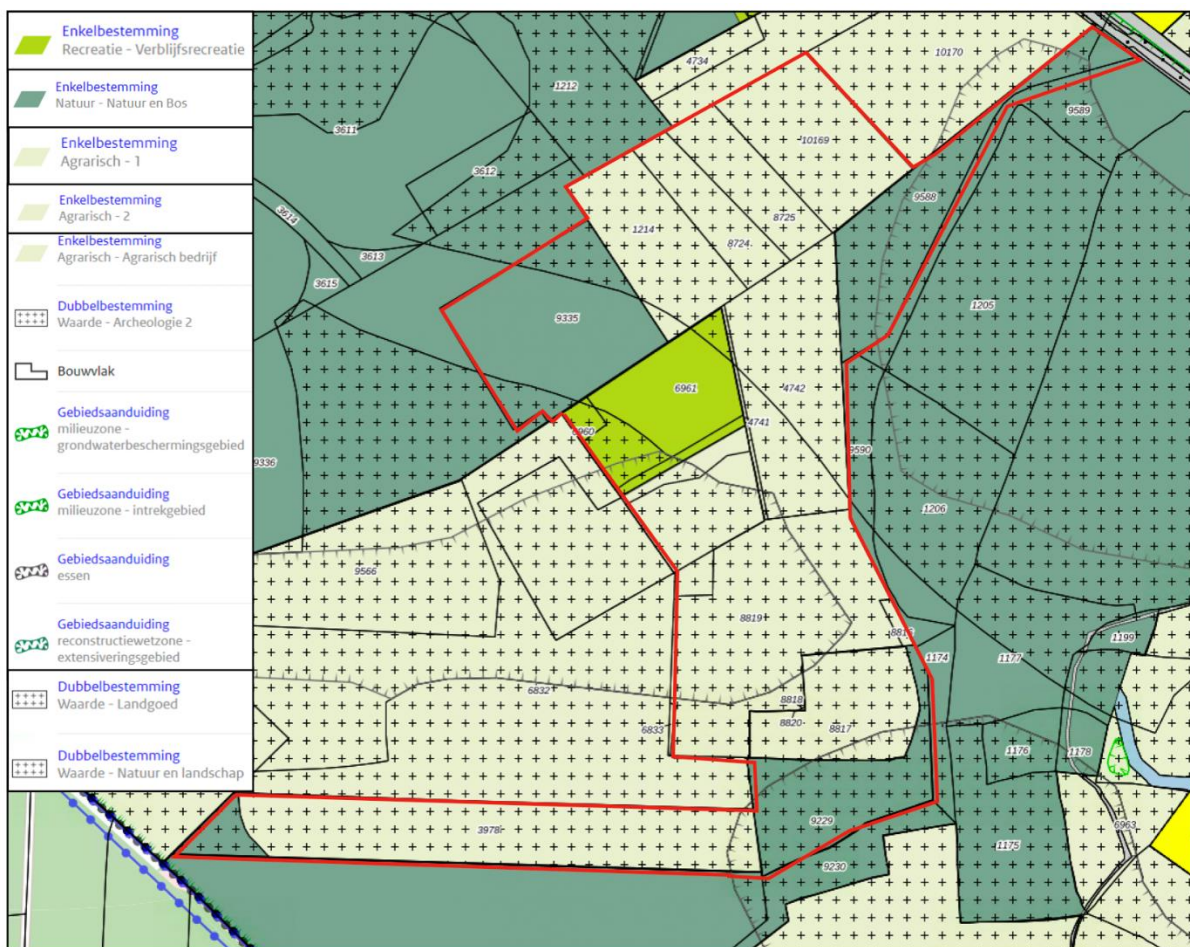 Enkelbestemming
Recreatie - Verblijfsrecreatie
Enkelbestemming
Natuur - Natuur en Bos
Enkelbestemming
Agrarisch - 1
Enkelbestemming
Agrarisch - 2
Enkelbestemming
Agrarisch - Agrarisch bedrijf
Dubbelbestemming
Waarde - Archeologie 2
Bouwvlak
Gebiedsaanduiding
milieuzone -
grondwaterbeschermingsgebied
Gebiedsaanduiding
milieuzone - intrekgebied
Gebiedsaanduiding
essen
Gebiedsaanduiding
reconstructiewetzone -
extensiveringsgebied
Dubbelbestemming
Waarde - Landgoed
Dubbelbestemming
Waarde - Natuur en landschap
10170
4734
1212
9589
3611
10169
3612
9588
3614
8725
1214
8724
3613
3615
1205
9335
6961
4742
4741
6960
9590
9336
1206
9566
8819
8816
1199
1174
1177
6832
8818
8820
8817
6833
1176
1178
9229
6963
3978
1175
9230